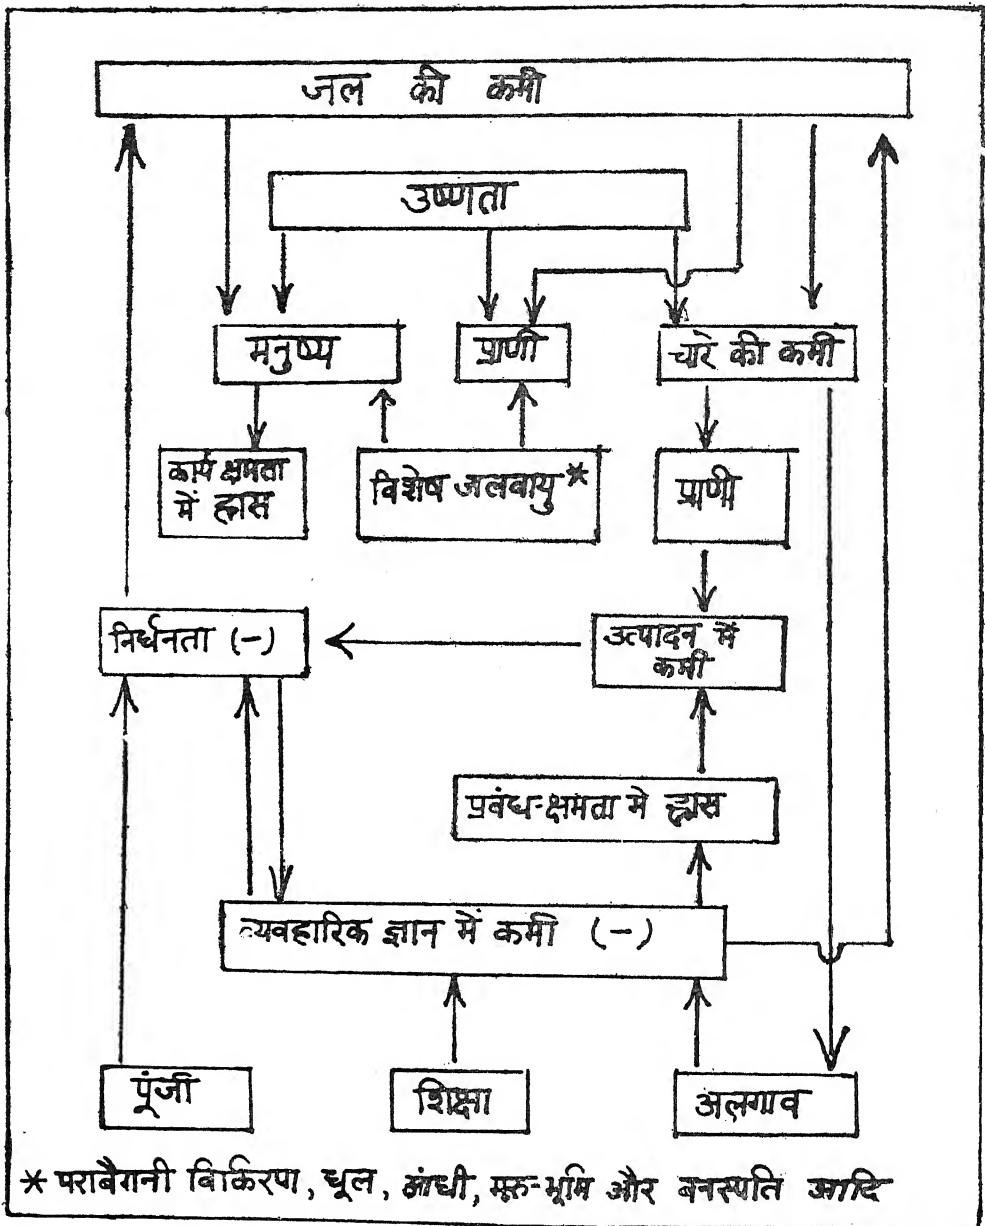 जल की कमी
उष्णता
मनुष्य
प्राणी
चारे की कमी
कार्य क्षमता
में ह्रास
विशेष जलवायु*
प्राणी
निर्धनता (-)
उत्पादन में
कमी
प्रबंध-क्षमता मे ह्रास
व्यवहारिक ज्ञान में कमी (-)
पूंजी
शिक्षा
अलगाव
* पराबैगनी विकिरण, धूल, आंधी, मरु-भूमि और बनस्पति आदि